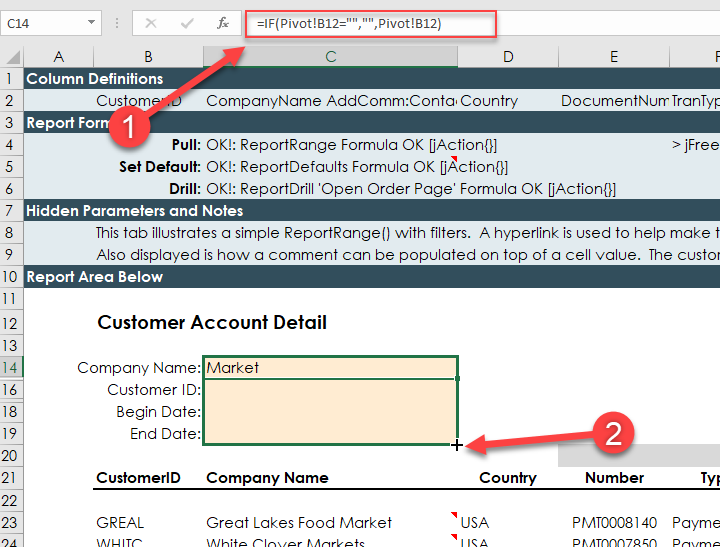 C14 fx =IF(Pivot!B12="","",Pivot!B12)
A B C D E F
1 Column Definitions
2 CustomerID CompanyName AddComm:Conta Country DocumentNum TranTyp
1
3 Report Form
4 Pull: OK!: ReportRange Formula OK [jAction{}] > jFree
5 Set Default: OK!: ReportDefaults Formula OK [jAction{}]
6 Drill: OK!: ReportDrill 'Open Order Page' Formula OK [jAction{}]
7 Hidden Parameters and Notes
8 This tab illustrates a simple ReportRange() with filters. A hyperlink is used to help make t
9 Also displayed is how a comment can be populated on top of a cell value. The custom
10 Report Area Below
11
12 Customer Account Detail
13
14 Company Name: Market
16 Customer ID:
18 Begin Date:
19 End Date:
2
20
21 CustomerID Company Name Country Number Typ
22
23 GREAL Great Lakes Food Market USA PMT0008140 Payme
24 WHITC White Clover Markets USA PMT0007850 Payme